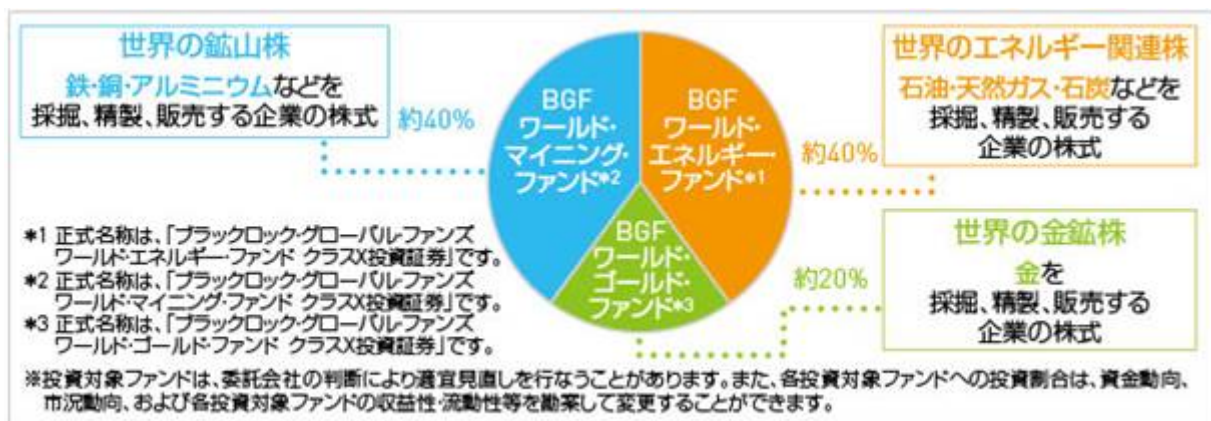 世界の鉱山株
鉄・銅・アルミニウムなどを
採掘、精製、販売する企業の株式
約40%
BGF
ワールド・
マイニング・
ファンド*2
BGF
ワールド・
エネルギー・
ファンド*1
BGF
ワールド・
ゴールド・
ファンド*3
世界のエネルギー関連株
石油・天然ガス・石炭などを
採掘、精製、販売する
企業の株式
約40%
世界の金鉱株
金を
採掘、精製、販売する
企業の株式
約20%
*1 正式名称は、「ブラックロック・グローバル・ファンズ
ワールド・エネルギー・ファンド クラスX投資証券」です。
*2 正式名称は、「ブラックロック・グローバル・ファンズ
ワールド・マイニング・ファンド クラスX投資証券」です。
*3 正式名称は、「ブラックロック・グローバル・ファンズ
ワールド・ゴールド・ファンド クラスX投資証券」です。
※投資対象ファンドは、委託会社の判断により適宜見直しを行なうことがあります。また、各投資対象ファンドへの投資割合は、資金動向、
市況動向、および各投資対象ファンドの収益性・流動性等を勘案して変更することができます。